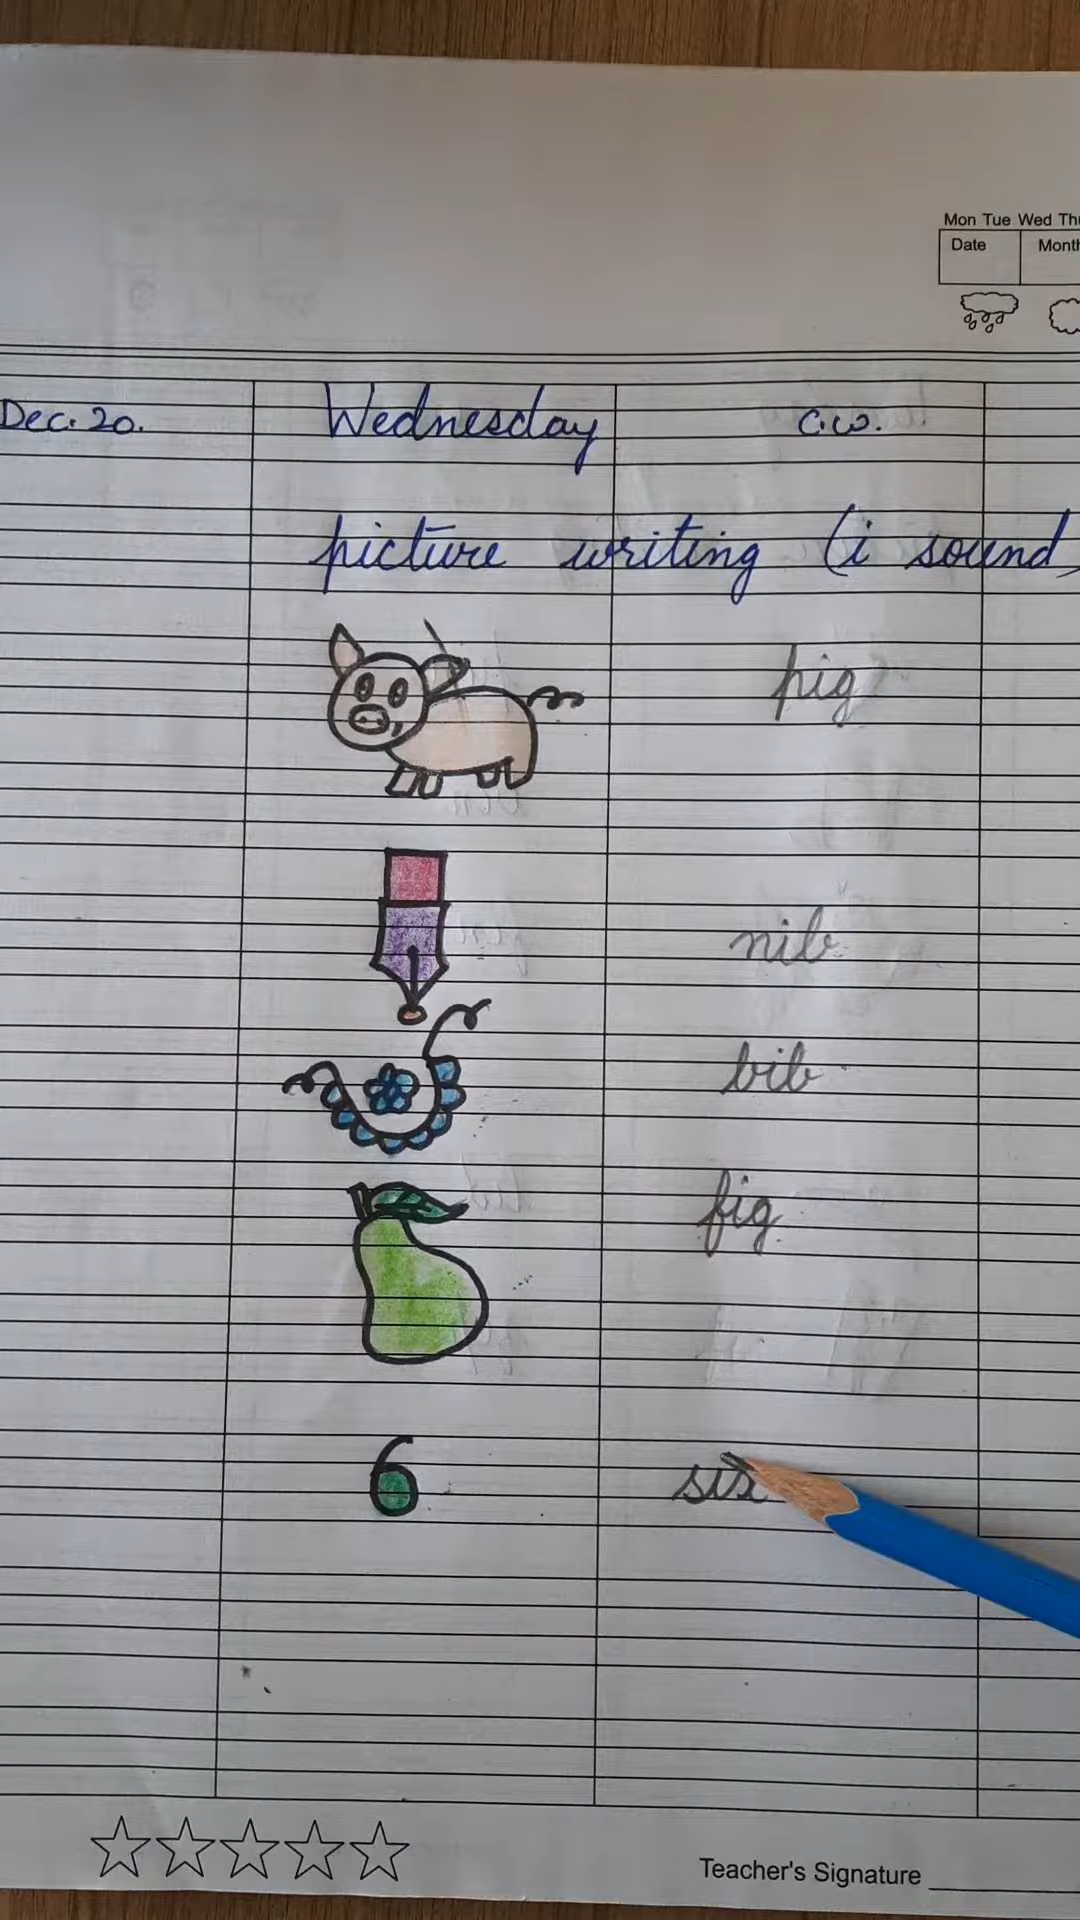 Mon Tue Wed Thu
Date Month
Dec. 20. Wednesday c.w.
picture writing (i sound)
pig
nib
bib
fig
6 six
Teacher's Signature